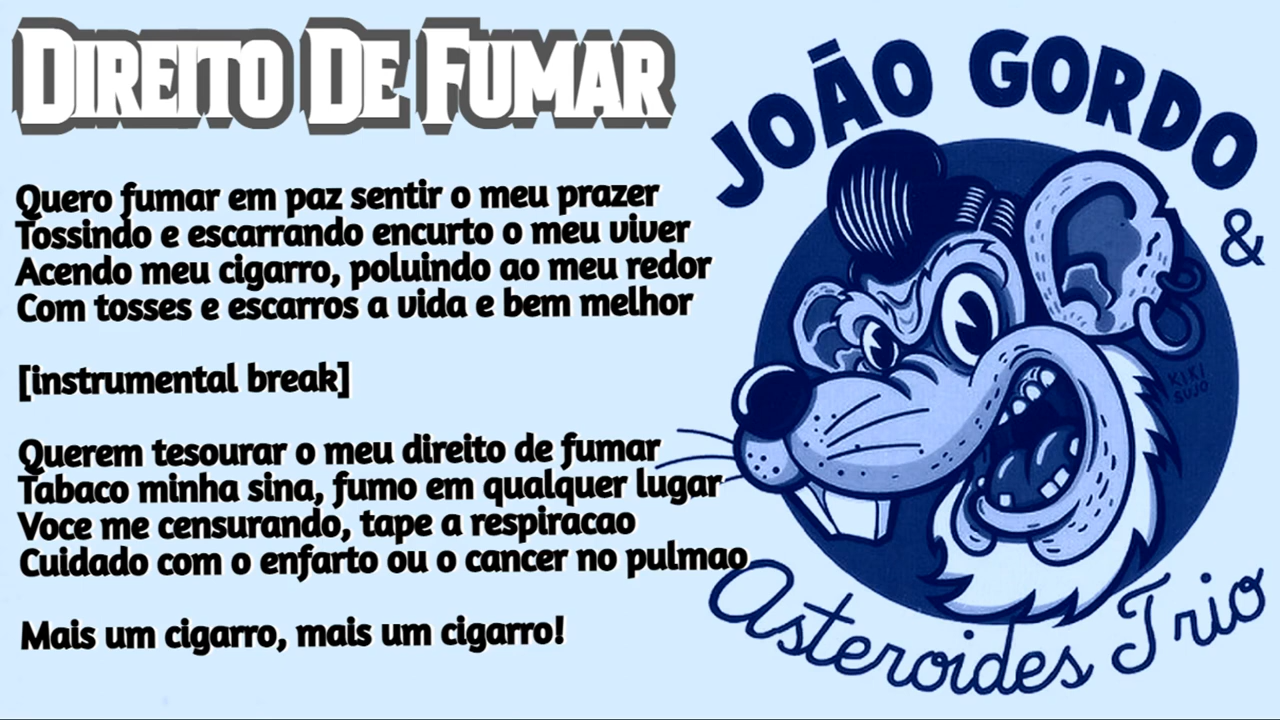 DIREITO DE FUMAR
Quero fumar em paz sentir o meu prazer
Tossindo e escarrando encurto o meu viver
Acendo meu cigarro, poluindo ao meu redor
Com tosses e escarros a vida e bem melhor
[instrumental break]
Querem tesourar o meu direito de fumar
Tabaco minha sina, fumo em qualquer lugar
Voce me censurando, tape a respiracao
Cuidado com o enfarto ou o cancer no pulmao
Mais um cigarro, mais um cigarro!
JOÃO GORDO
&
KIKI
SUJO
Asteroides Trio